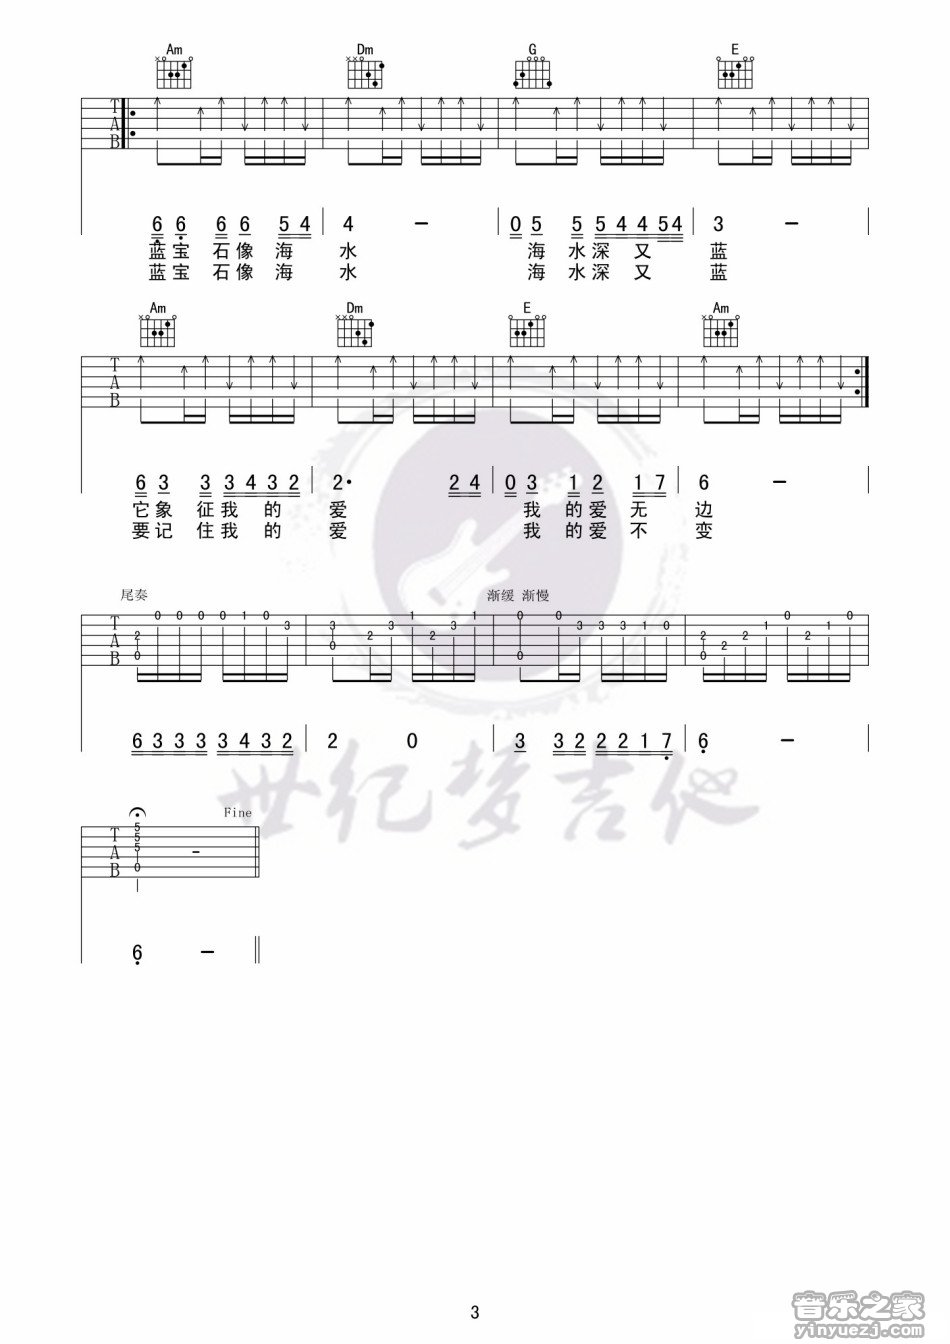 Am Dm G E
T A B
6 6 6 6 5 4 4 - 0 5 5 5 4 4 5 4 3 -
蓝宝石像海水 海水深又蓝
蓝宝石像海水 海水深又蓝
Am Dm E Am
T A B
6 3 3 3 4 3 2 2· 2 4 0 3 1 2 1 7 6 -
它象征我的爱 我的爱无边
要记住我的爱 我的爱不变
尾奏 渐缓 渐慢
T A B
6 3 3 3 3 4 3 2 2 0 3 3 2 2 2 1 7 6 -
世纪梦吉他
Fine
T A B
6 -
3
音乐之家
yinyuezj.com